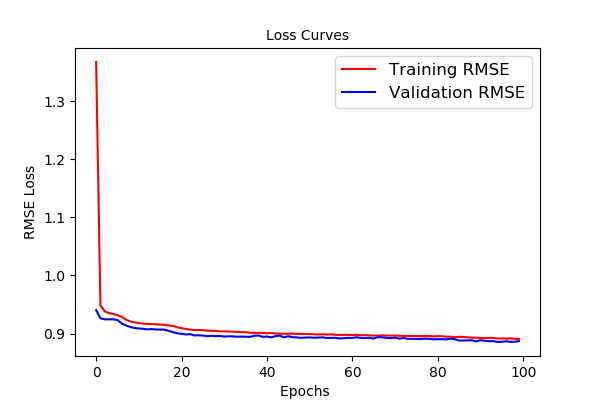 Loss Curves
Training RMSE
Validation RMSE
RMSE Loss
1.3
1.2
1.1
1.0
0.9
0 20 40 60 80 100
Epochs